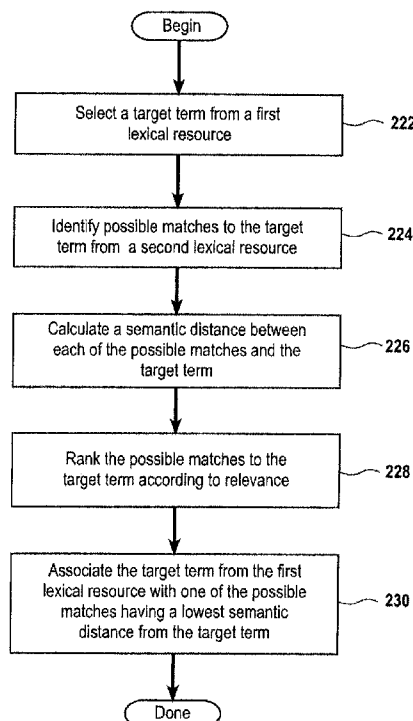 Begin
Select a target term from a first
lexical resource
222
Identify possible matches to the target
term from a second lexical resource
224
Calculate a semantic distance between
each of the possible matches and the
target term
226
Rank the possible matches to the
target term according to relevance
228
Associate the target term from the first
lexical resource with one of the possible
matches having a lowest semantic
distance from the target term
230
Done